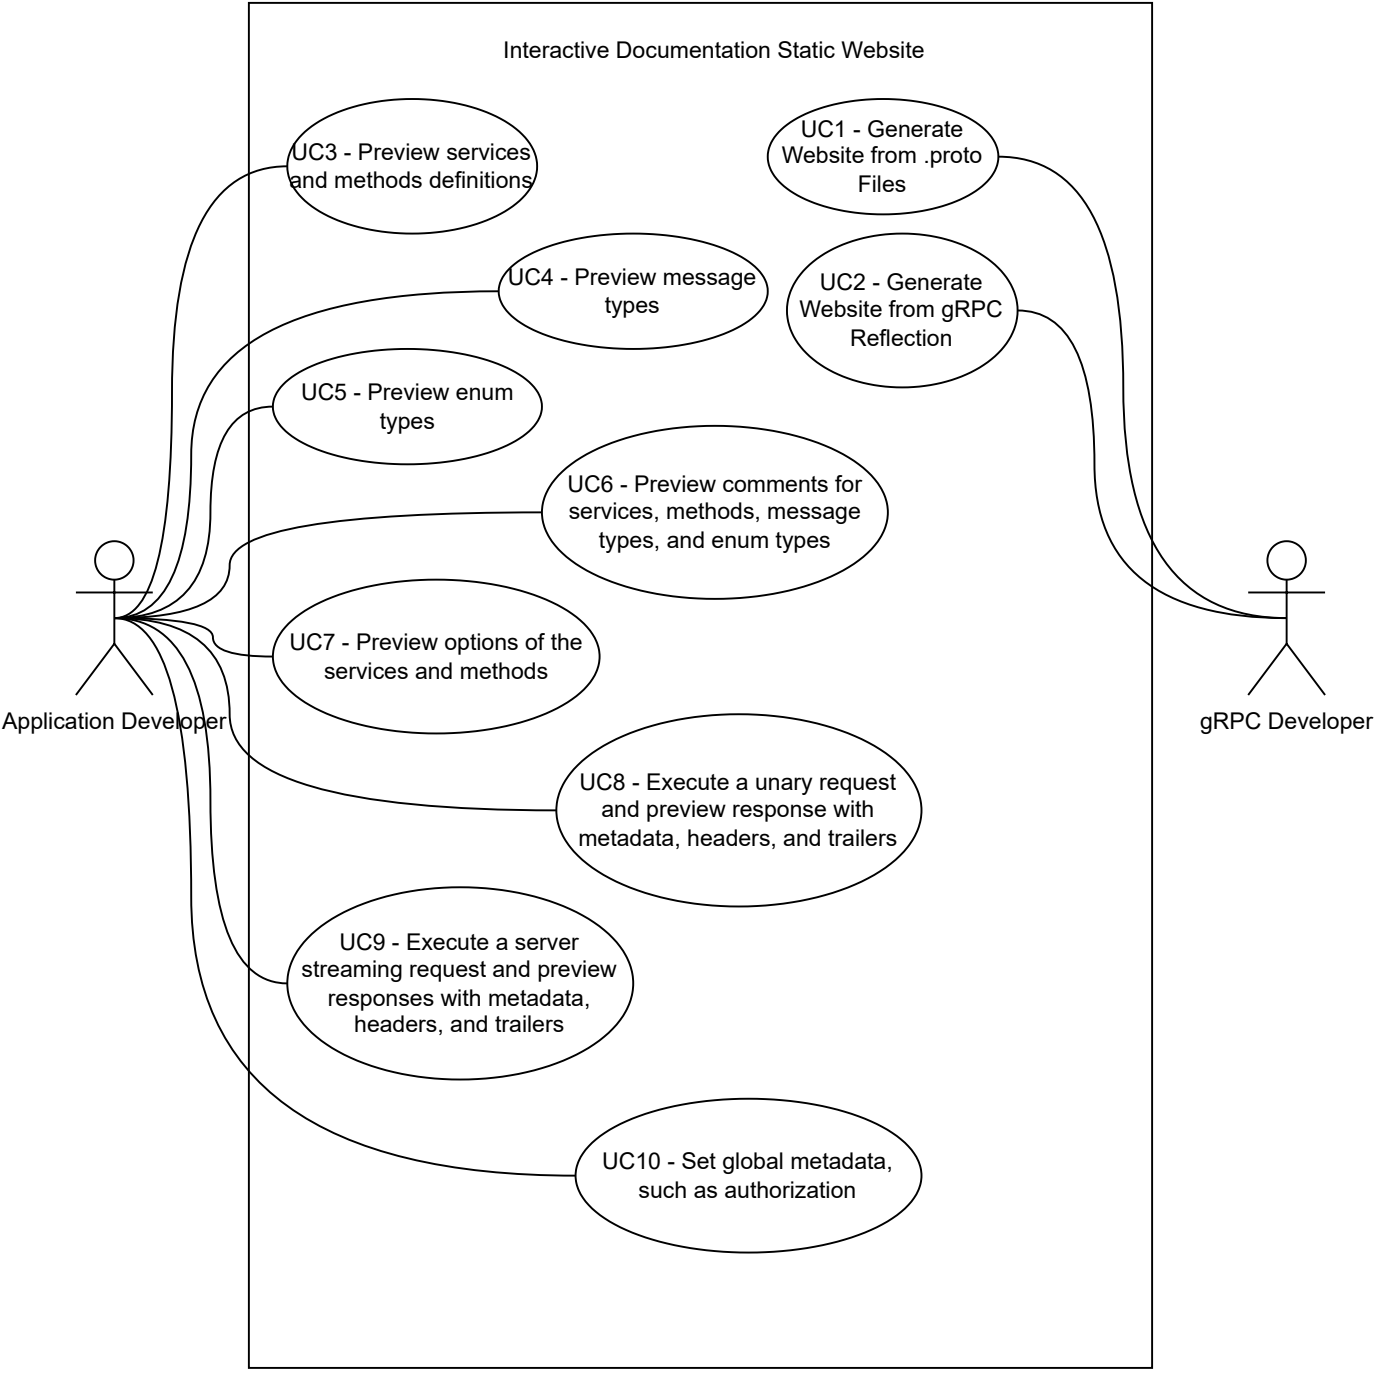 Interactive Documentation Static Website
UC3 - Preview services
and methods definitions
UC1 - Generate
Website from .proto
Files
UC4 - Preview message
types
UC2 - Generate
Website from gRPC
Reflection
UC5 - Preview enum
types
UC6 - Preview comments for
services, methods, message
types, and enum types
UC7 - Preview options of the
services and methods
Application Developer
gRPC Developer
UC8 - Execute a unary request
and preview response with
metadata, headers, and trailers
UC9 - Execute a server
streaming request and preview
responses with metadata,
headers, and trailers
UC10 - Set global metadata,
such as authorization